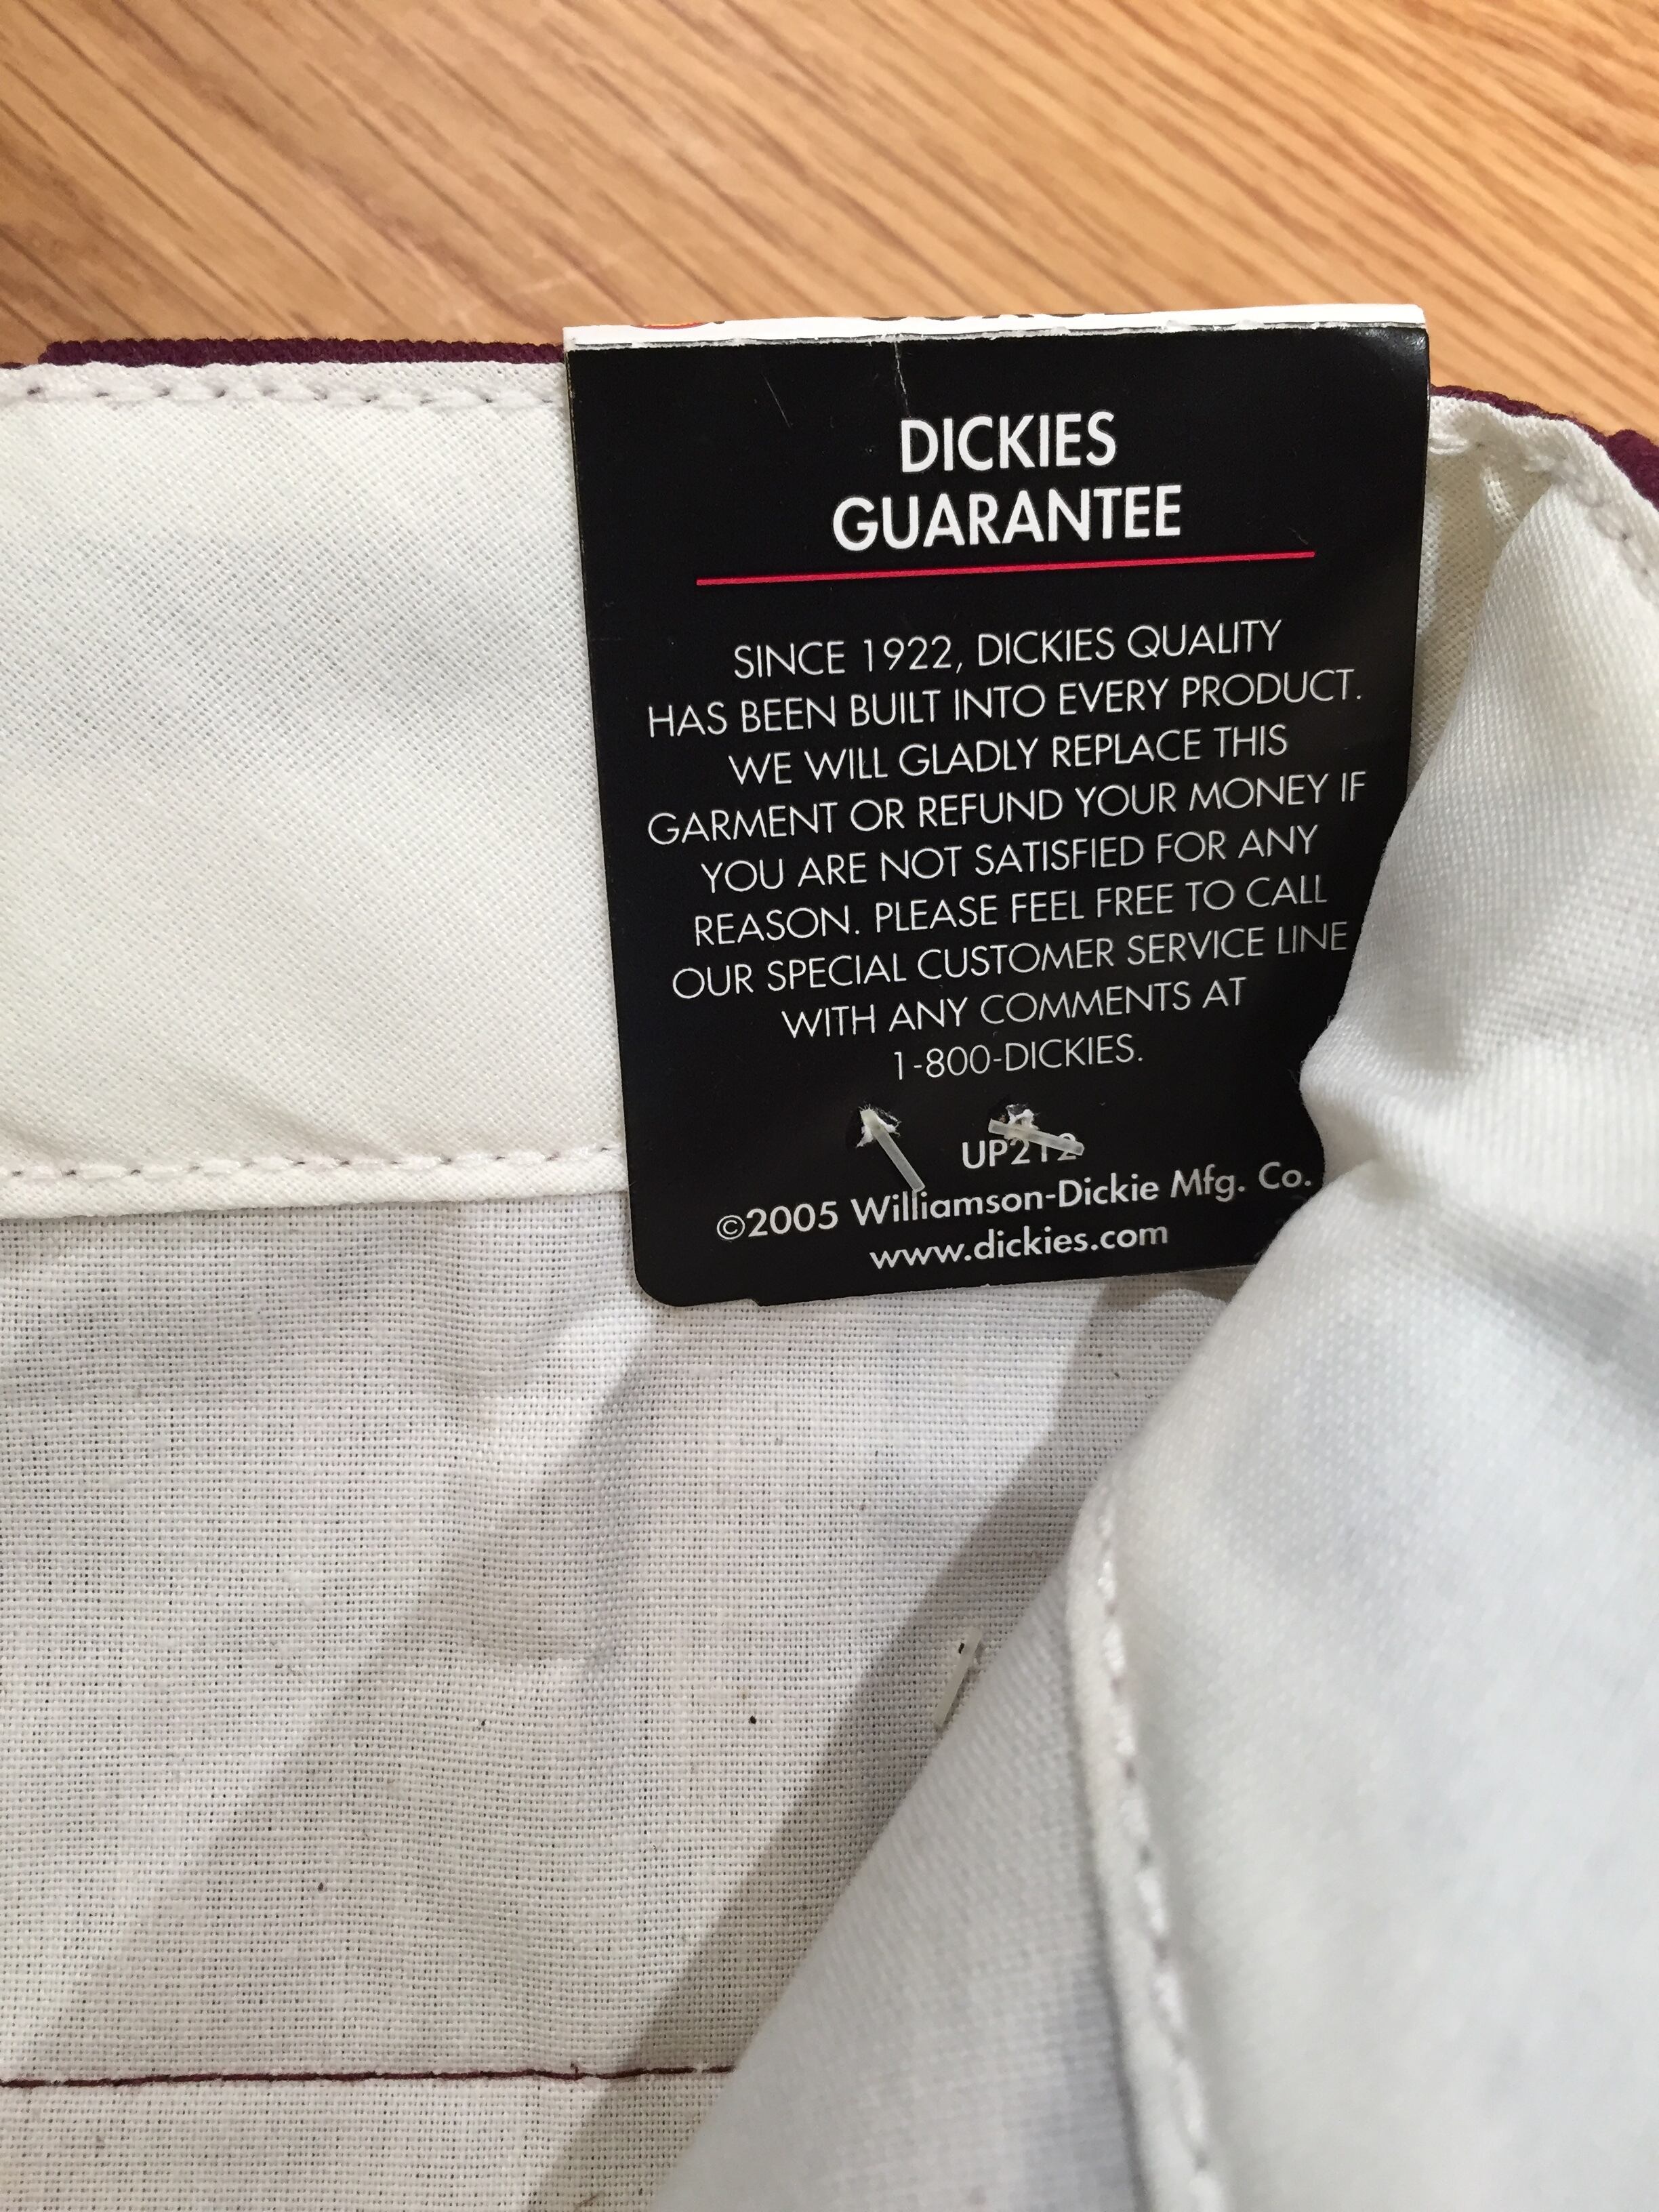 DICKIES
GUARANTEE
SINCE 1922, DICKIES QUALITY
HAS BEEN BUILT INTO EVERY PRODUCT.
WE WILL GLADLY REPLACE THIS
GARMENT OR REFUND YOUR MONEY IF
YOU ARE NOT SATISFIED FOR ANY
REASON. PLEASE FEEL FREE TO CALL
OUR SPECIAL CUSTOMER SERVICE LINE
WITH ANY COMMENTS AT
1-800-DICKIES.
UP212
©2005 Williamson-Dickie Mfg. Co.
www.dickies.com